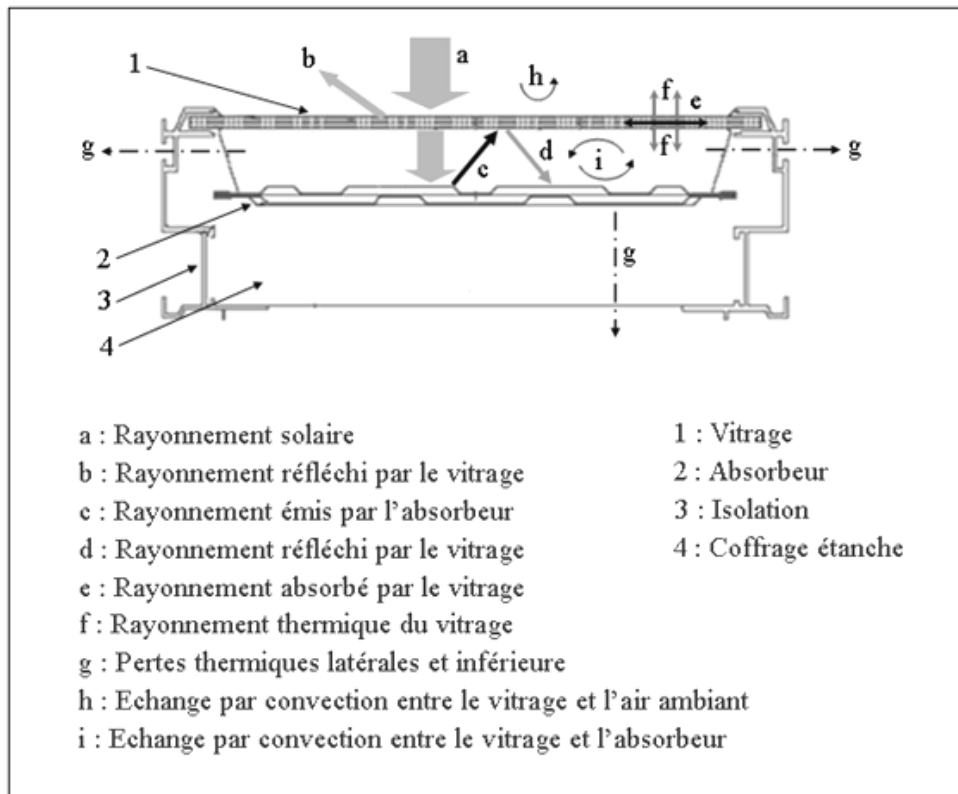 1
b
a
h
f
e
g
f
g
d
i
c
2
g
3
4
a : Rayonnement solaire
b : Rayonnement réfléchi par le vitrage
c : Rayonnement émis par l'absorbeur
d : Rayonnement réfléchi par le vitrage
e : Rayonnement absorbé par le vitrage
f : Rayonnement thermique du vitrage
g : Pertes thermiques latérales et inférieure
h : Echange par convection entre le vitrage et l'air ambiant
i : Echange par convection entre le vitrage et l'absorbeur
1 : Vitrage
2 : Absorbeur
3 : Isolation
4 : Coffrage étanche